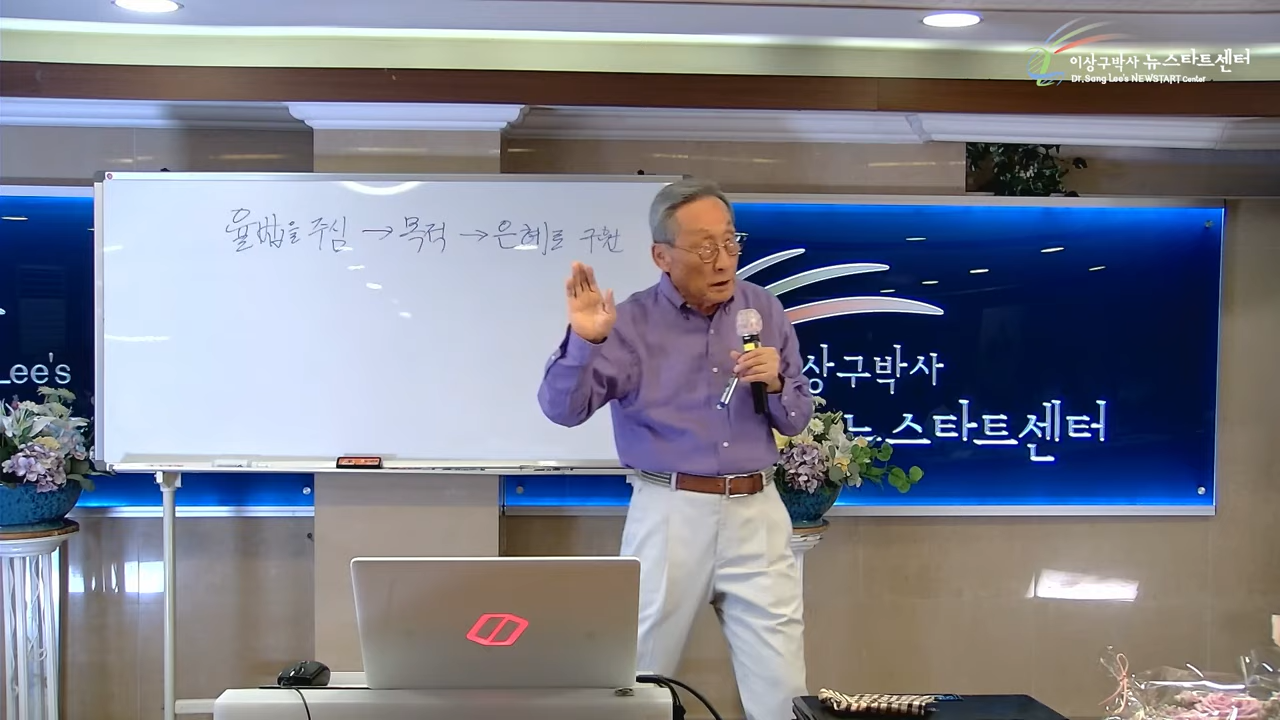 이상구박사 뉴스타트센터
Dr. Sang Lee's NEWSTART Center
율법을 주심 → 목적 → 은혜로 구원
Lee's
상구박사
스타트센터